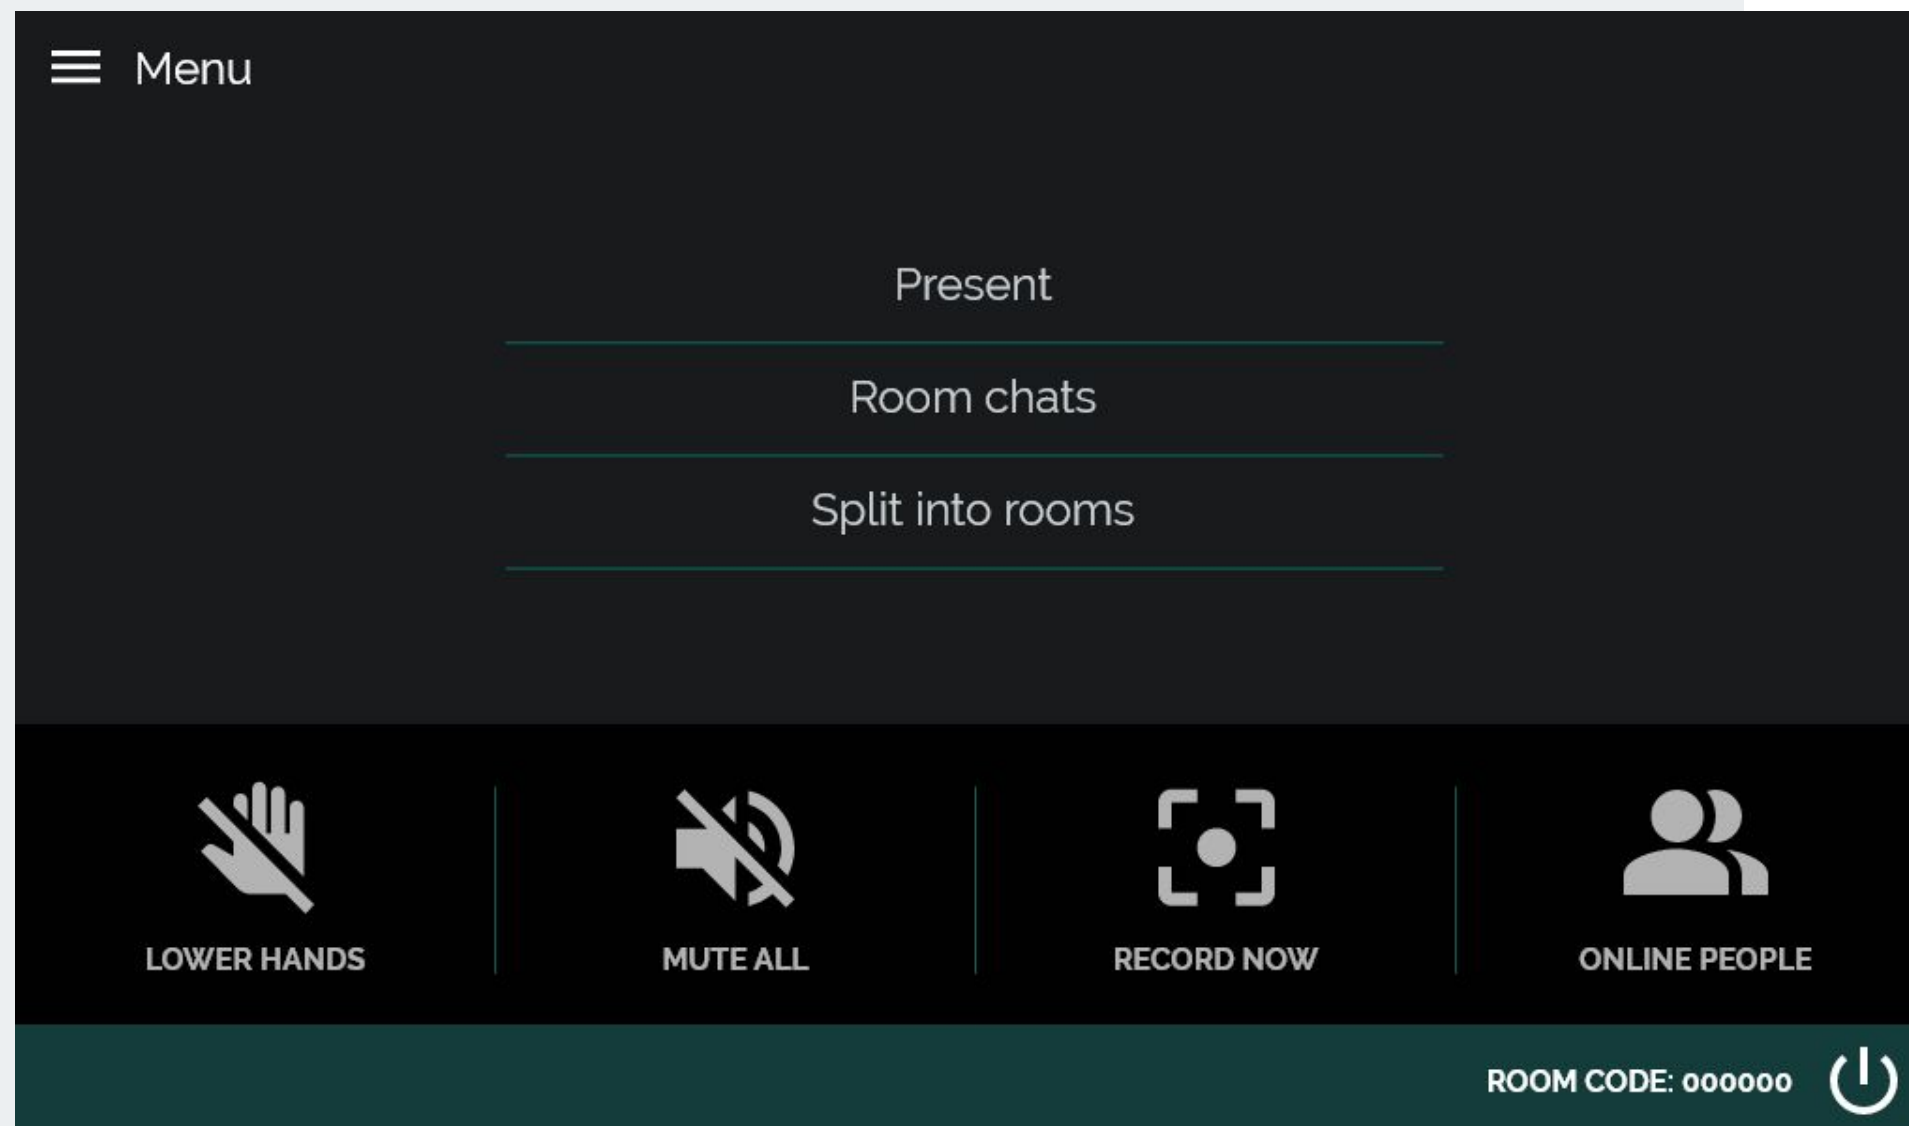 Menu
Present
Room chats
Split into rooms
LOWER HANDS
MUTE ALL
RECORD NOW
ONLINE PEOPLE
ROOM CODE: 000000